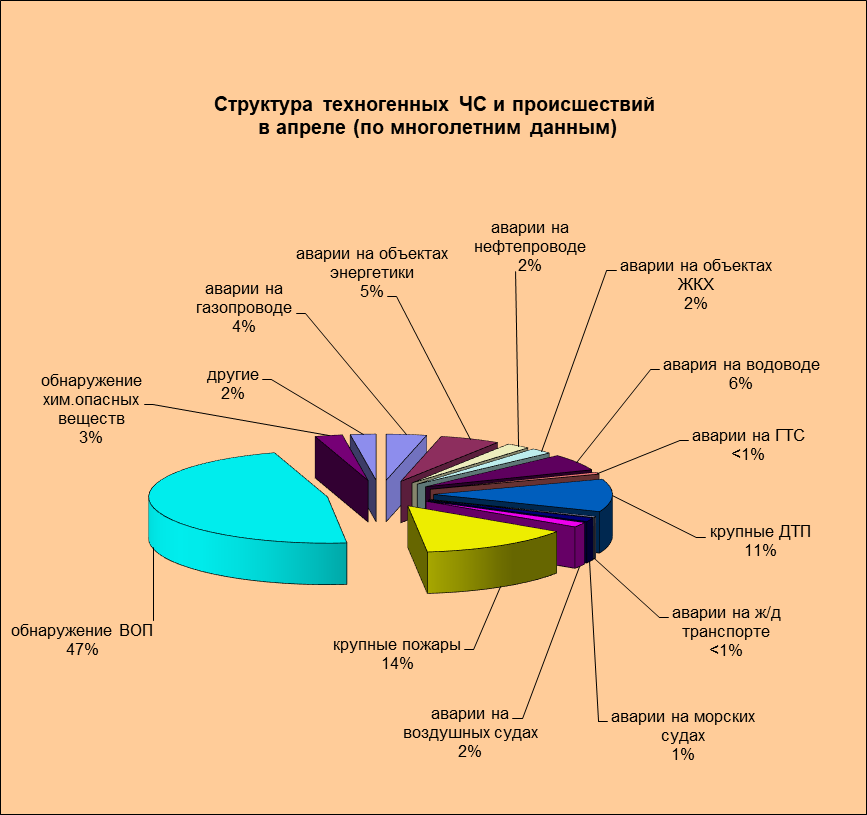 Структура техногенных ЧС и происшествий
в апреле (по многолетним данным)
аварии на
нефтепроводе
2%
аварии на объектах
энергетики
5%
аварии на объектах
ЖКХ
2%
аварии на
газопроводе
4%
авария на водоводе
6%
другие
2%
обнаружение
хим.опасных
веществ
3%
аварии на ГТС
<1%
крупные ДТП
11%
аварии на ж/д
транспорте
<1%
обнаружение ВОП
47%
крупные пожары
14%
аварии на
воздушных судах
2%
аварии на морских
судах
1%